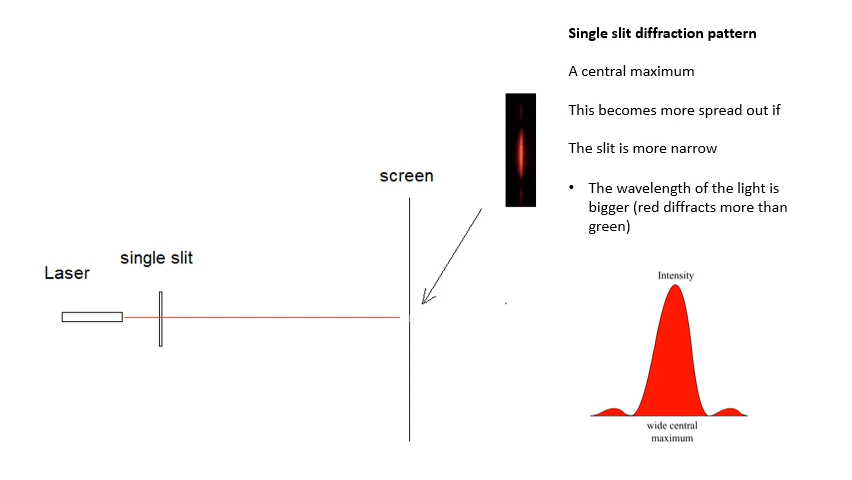 Single slit diffraction pattern
A central maximum
This becomes more spread out if
The slit is more narrow
• The wavelength of the light is
bigger (red diffracts more than
green)
screen
single slit
Laser
Intensity
wide central
maximum